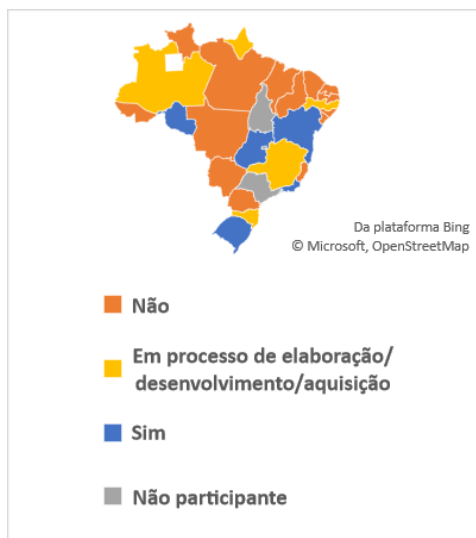 Da plataforma Bing
© Microsoft, OpenStreetMap
Não
Em processo de elaboração/
desenvolvimento/aquisição
Sim
Não participante